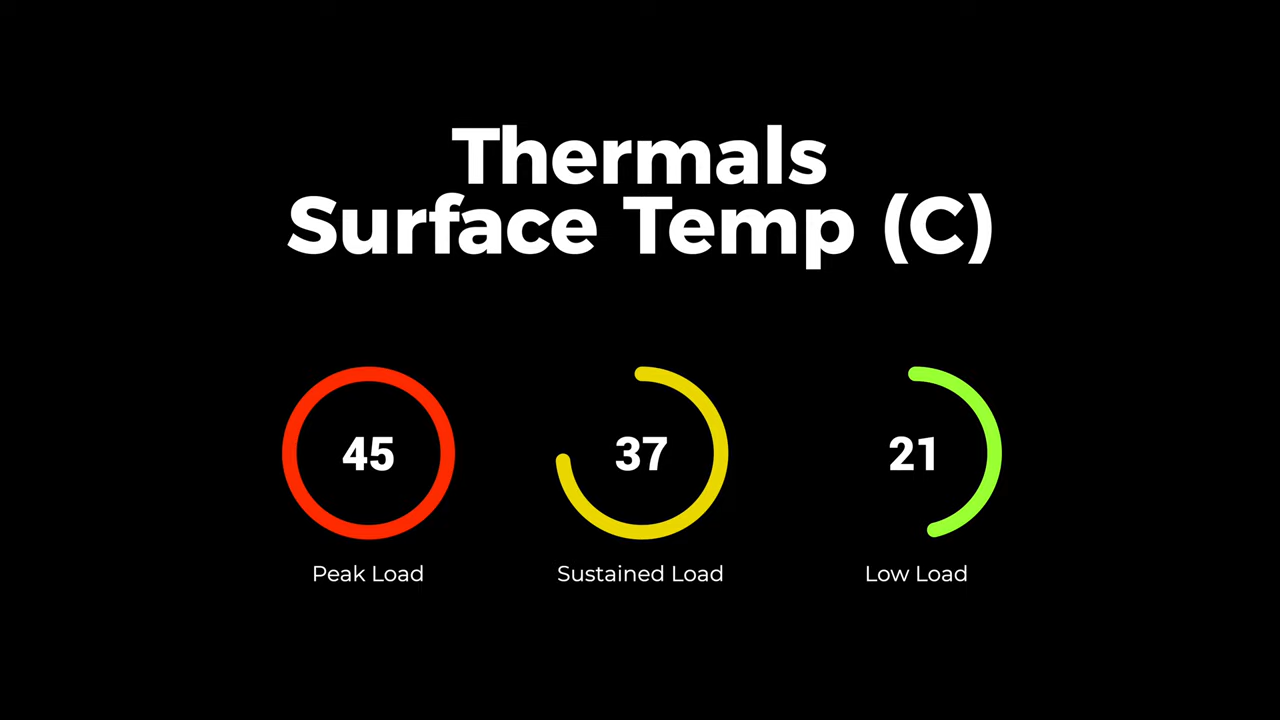 Thermals
Surface Temp (C)
45
37
21
Peak Load
Sustained Load
Low Load